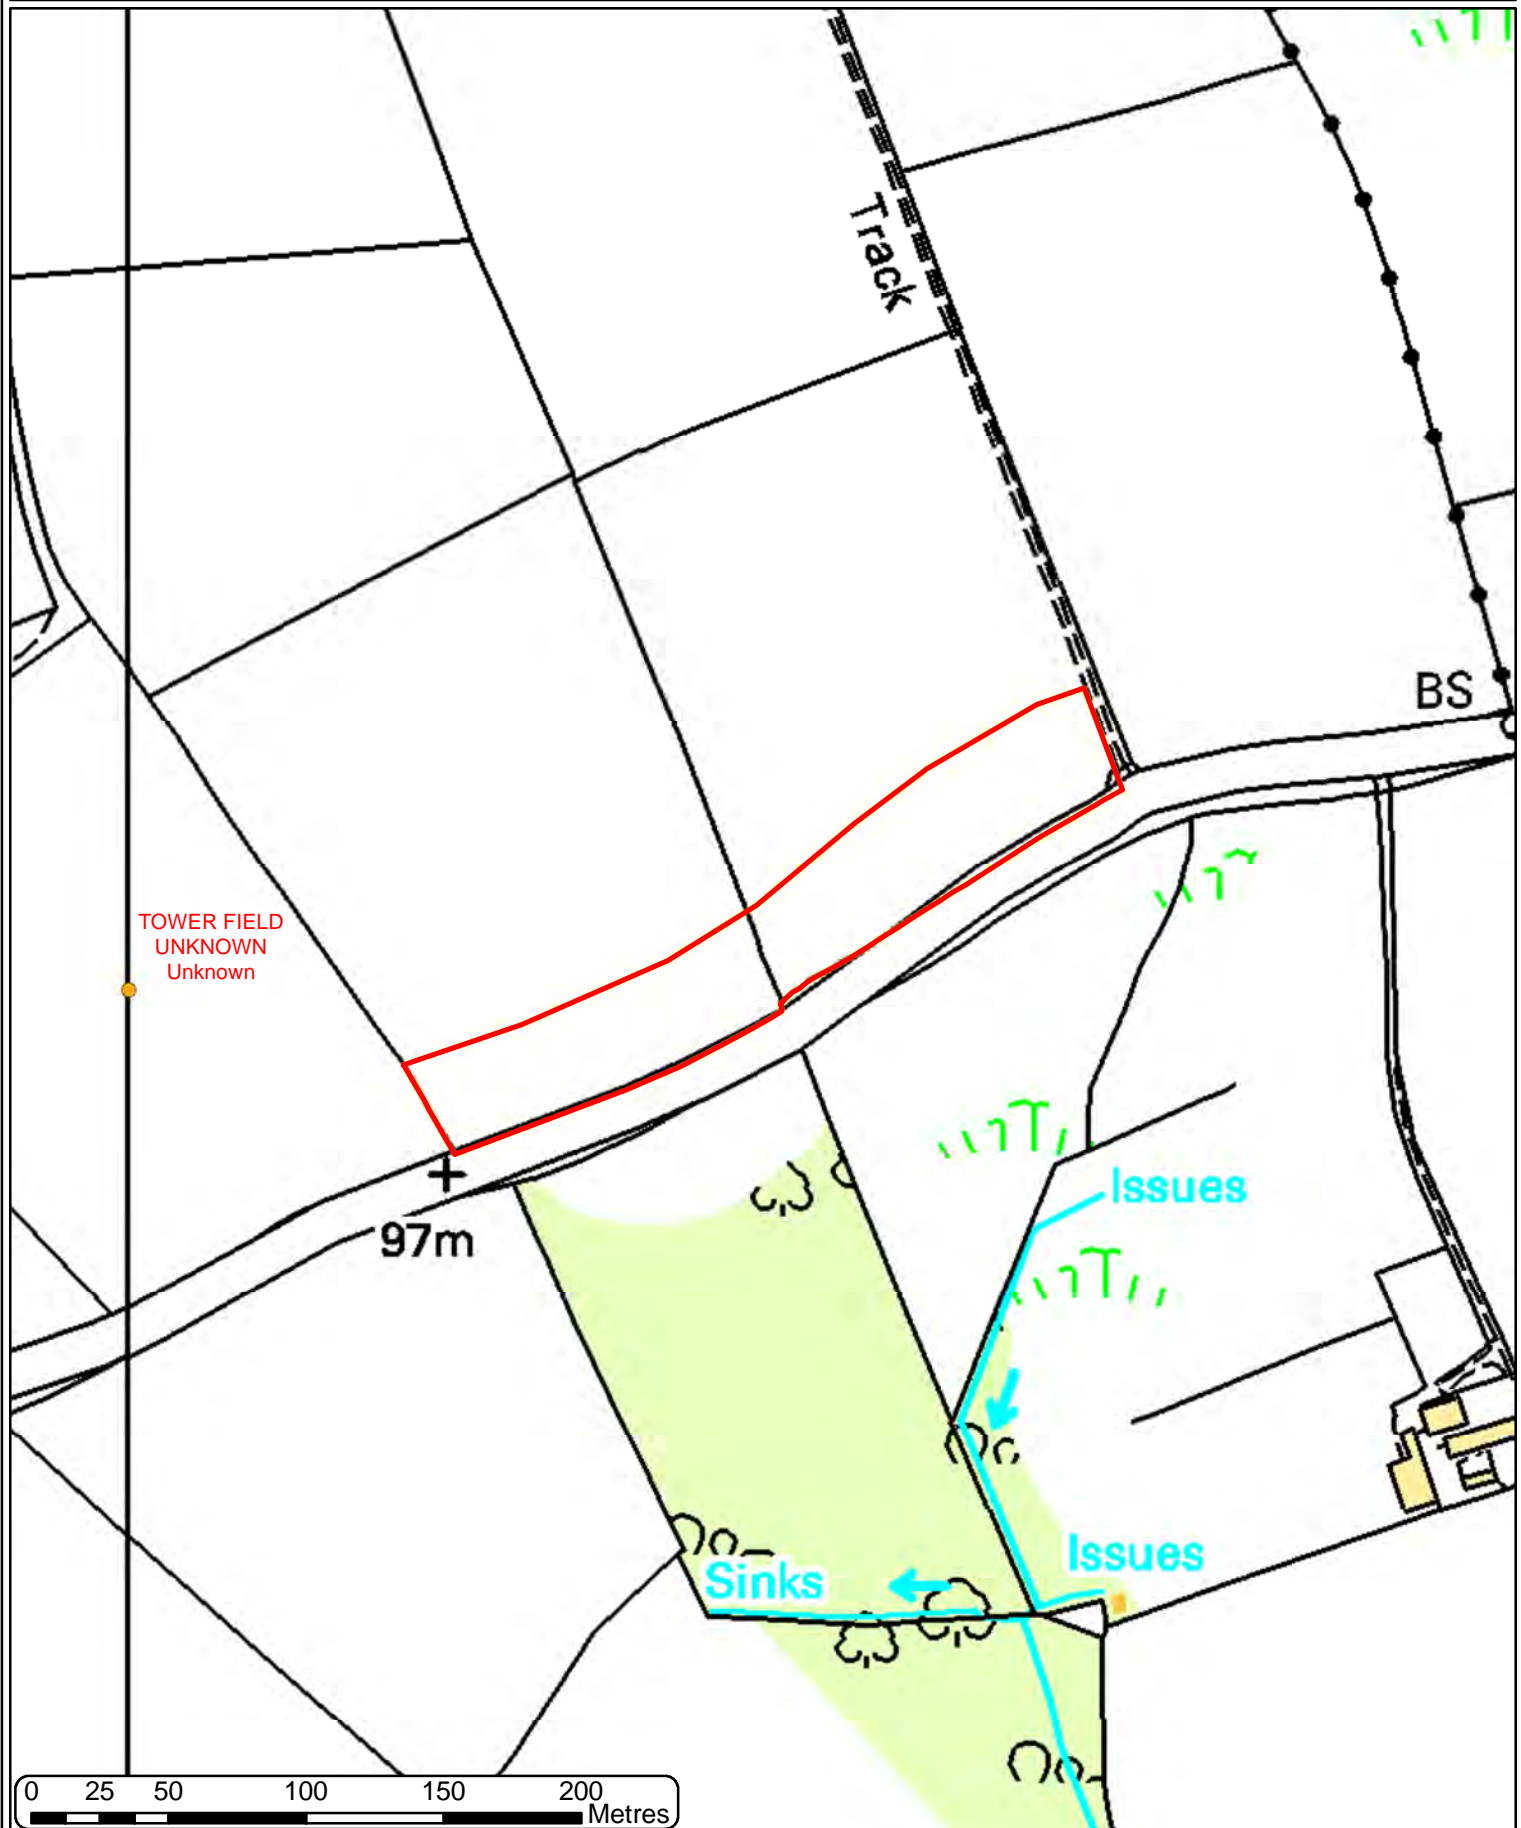 Track
BS
TOWER FIELD
UNKNOWN
Unknown
Issues
97m
Issues
Sinks
0 25 50 100 150 200
Metres